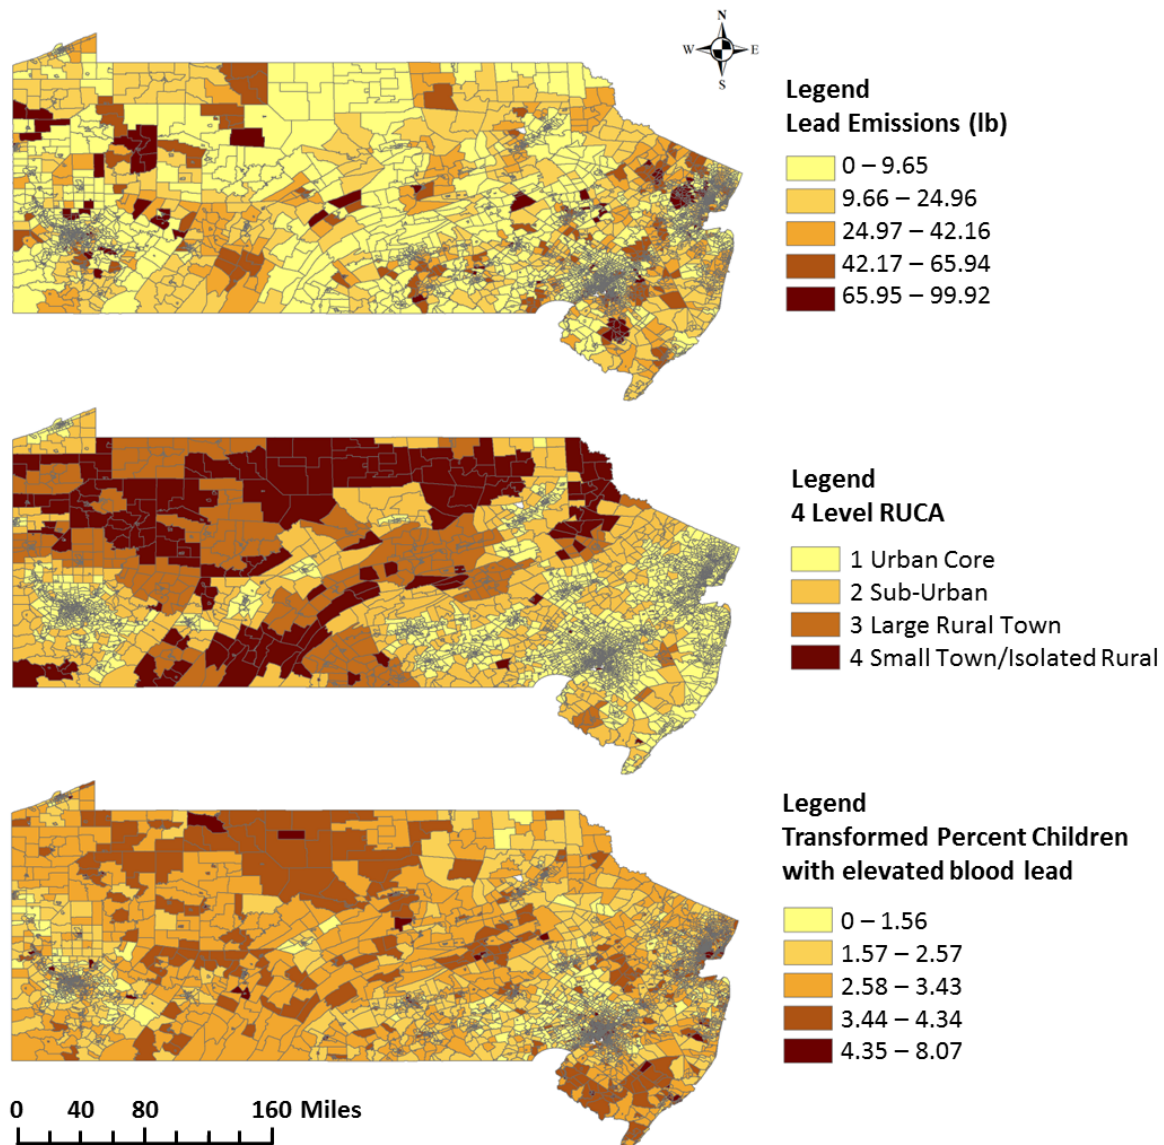 N
W E
S
Legend
Lead Emissions (lb)
0 – 9.65
9.66 – 24.96
24.97 – 42.16
42.17 – 65.94
65.95 – 99.92
Legend
4 Level RUCA
1 Urban Core
2 Sub-Urban
3 Large Rural Town
4 Small Town/Isolated Rural
Legend
Transformed Percent Children
with elevated blood lead
0 – 1.56
1.57 – 2.57
2.58 – 3.43
3.44 – 4.34
4.35 – 8.07
0 40 80 160 Miles